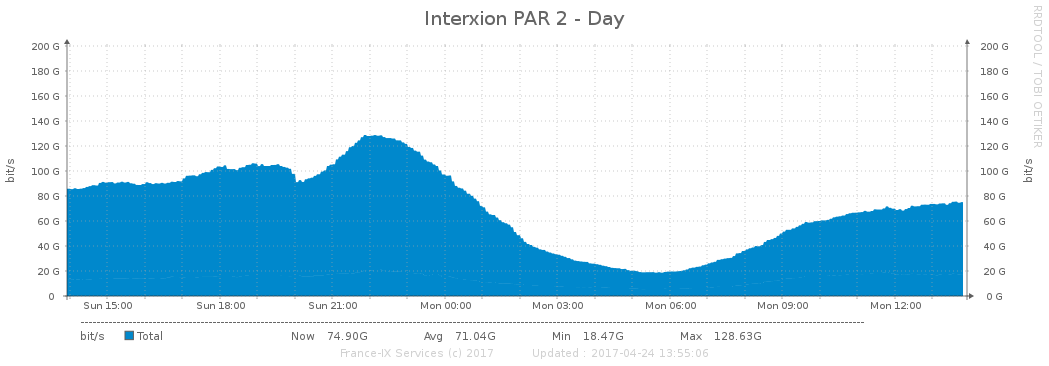 Interxion PAR 2 - Day
RRDTOOL / TOBI OETIKER
200 G 200 G
180 G 180 G
160 G 160 G
140 G 140 G
120 G 120 G
100 G 100 G
80 G 80 G
60 G 60 G
40 G 40 G
20 G 20 G
0 0 G
bit/s bit/s
Sun 15:00 Sun 18:00 Sun 21:00 Mon 00:00 Mon 03:00 Mon 06:00 Mon 09:00 Mon 12:00
bit/s Total Now 74.90G Avg 71.04G Min 18.47G Max 128.63G
France-IX Services (c) 2017 Updated : 2017-04-24 13:55:06